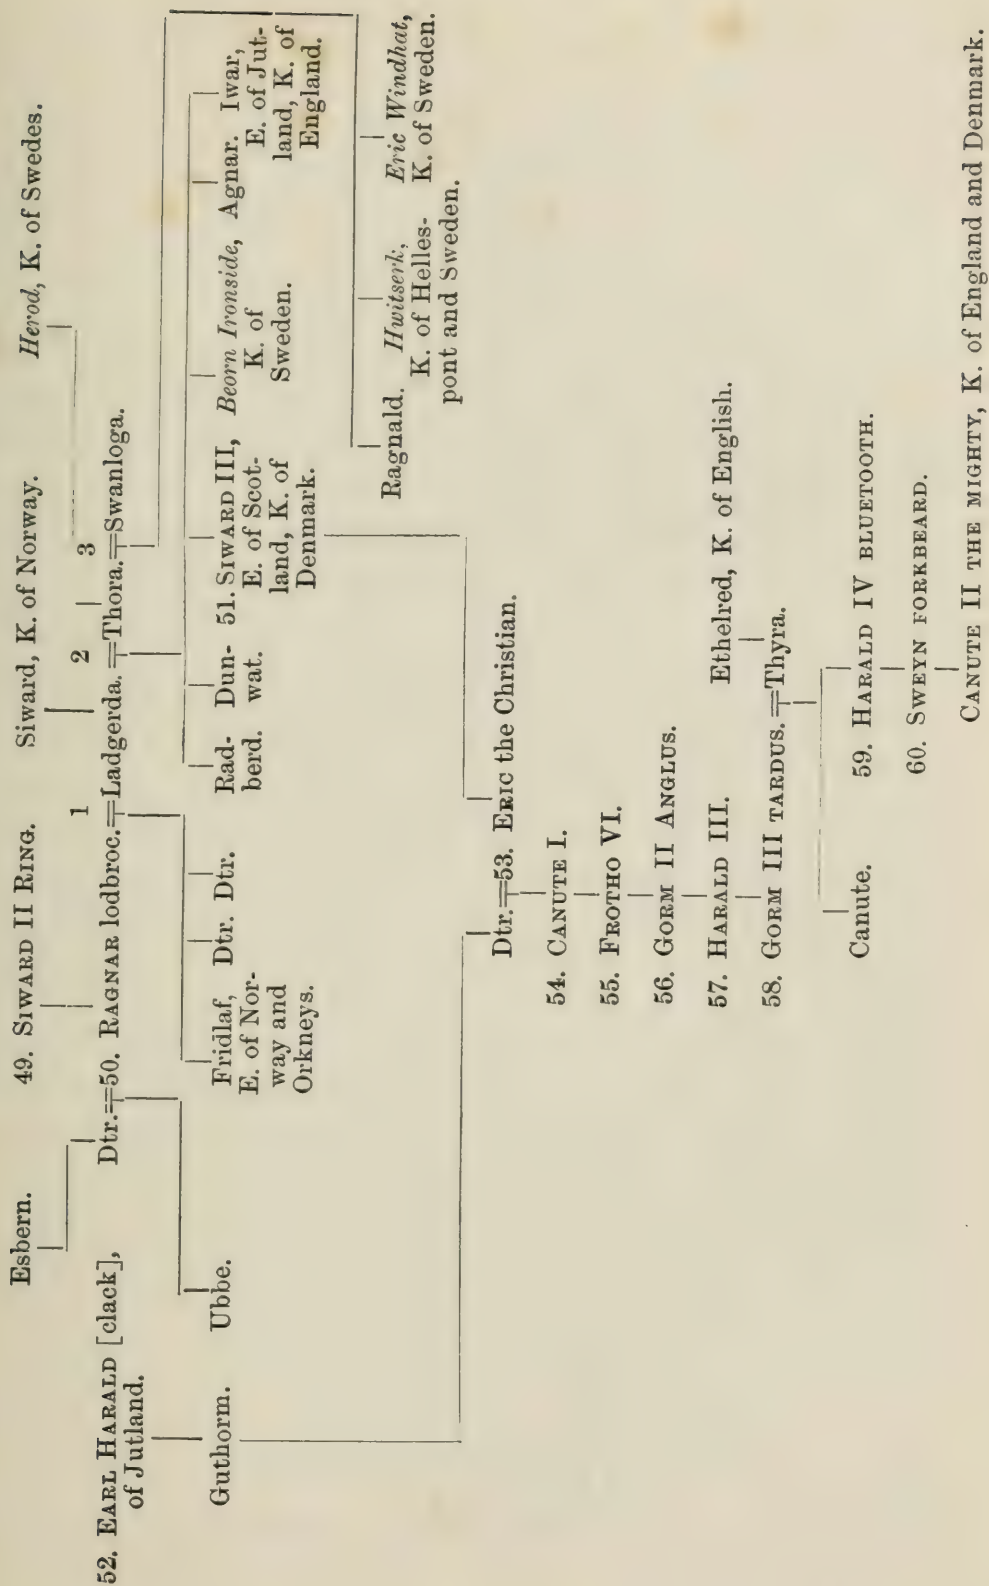 Esbern. 49. SIWARD II RING. Siward, K. of Norway. Herod, K. of Swedes.
1 2 3
52. EARL HARALD [clack], Dtr.=50. RAGNAR lodbroc.=Ladgerda.=Thora.=Swanloga.
of Jutland.
Guthorm. Ubbe. Fridlaf, Dtr. Dtr. Rad- Dun- 51. SIWARD III, Beorn Ironside, Agnar. Iwar,
E. of Nor- berd. wat. E. of Scot- K. of E. of Jut-
way and land, K. of Sweden. land, K. of
Orkneys. Denmark. England.
Ragnald. Hwitserk, Eric Windhat,
K. of Helles- K. of Sweden.
pont and Sweden.
Dtr.=53. ERIC the Christian.
54. CANUTE I.
55. FROTHO VI.
56. GORM II ANGLUS.
57. HARALD III. Ethelred, K. of English.
58. GORM III TARDUS.=Thyra.
Canute. 59. HARALD IV BLUETOOTH.
60. SWEYN FORKBEARD.
CANUTE II THE MIGHTY, K. of England and Denmark.